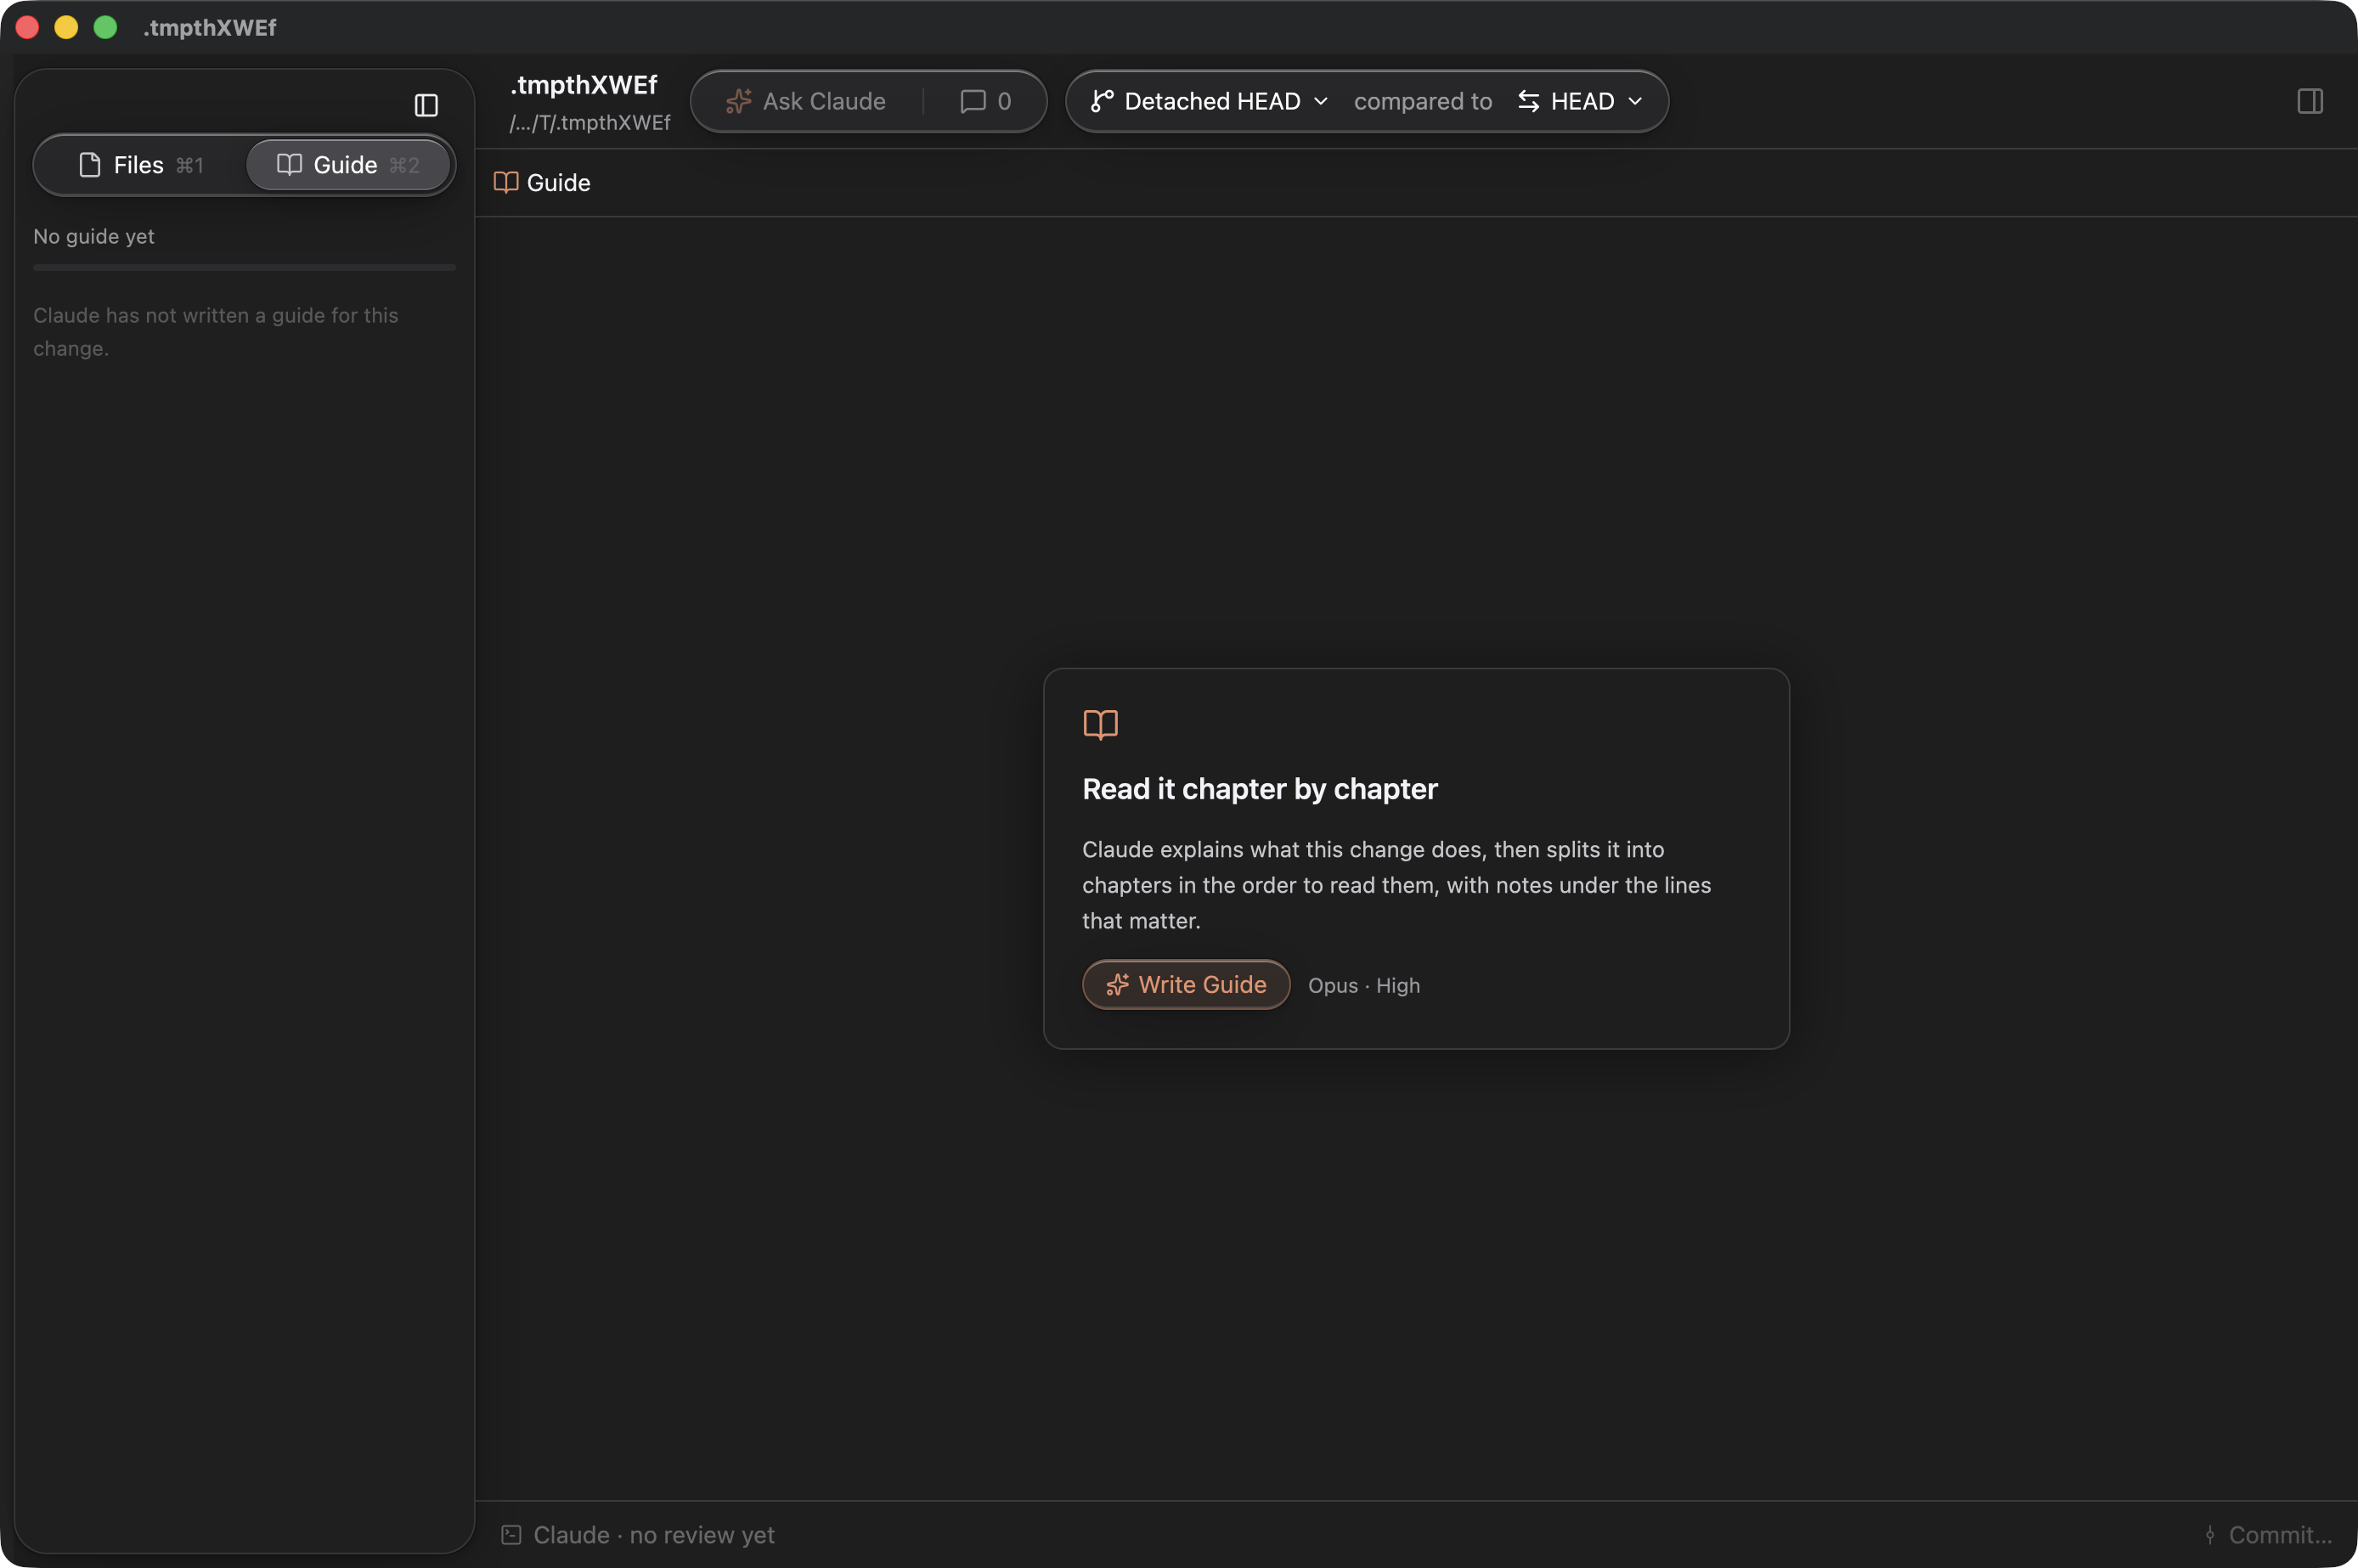 .tmpthXWEf
Files ⌘1
Guide ⌘2
No guide yet
Claude has not written a guide for this
change.
.tmpthXWEf
/.../T/.tmpthXWEf
Ask Claude
0
Detached HEAD
compared to
HEAD
Guide
Read it chapter by chapter
Claude explains what this change does, then splits it into
chapters in the order to read them, with notes under the lines
that matter.
Write Guide
Opus · High
Claude · no review yet
Commit...